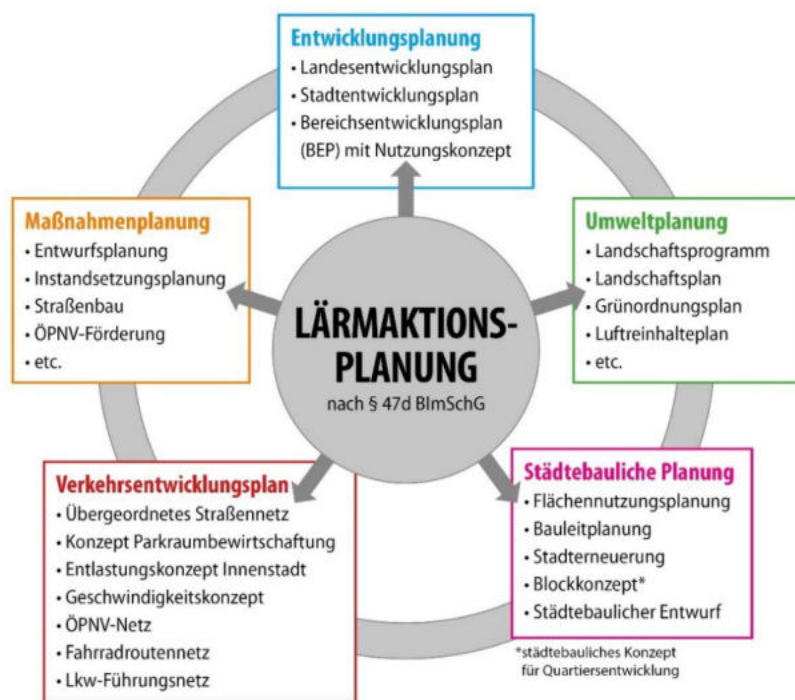 Entwicklungsplanung
• Landesentwicklungsplan
• Stadtentwicklungsplan
• Bereichsentwicklungsplan
(BEP) mit Nutzungskonzept
Maßnahmenplanung
• Entwurfsplanung
• Instandsetzungsplanung
• Straßenbau
• ÖPNV-Förderung
• etc.
Umweltplanung
• Landschaftsprogramm
• Landschaftsplan
• Grünordnungsplan
• Luftreinhalteplan
• etc.
LÄRMAKTIONS-
PLANUNG
nach § 47d BImSchG
Verkehrsentwicklungsplan
• Übergeordnetes Straßennetz
• Konzept Parkraumbewirtschaftung
• Entlastungskonzept Innenstadt
• Geschwindigkeitskonzept
• ÖPNV-Netz
• Fahrradroutennetz
• Lkw-Führungsnetz
Städtebauliche Planung
• Flächennutzungsplanung
• Bauleitplanung
• Stadterneuerung
• Blockkonzept*
• Städtebaulicher Entwurf
*städtebauliches Konzept
für Quartiersentwicklung